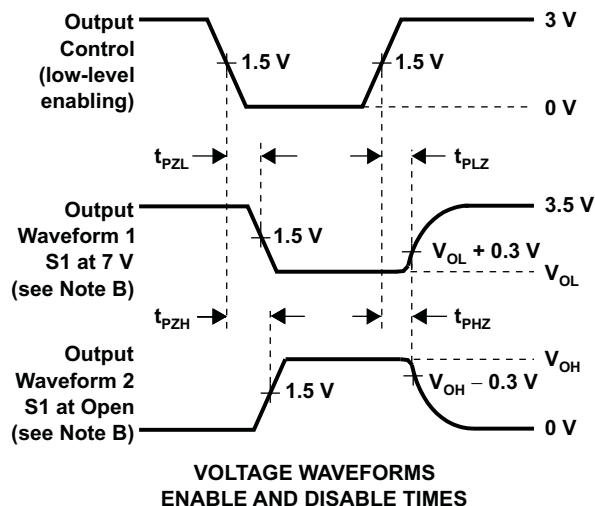 Output
Control
(low-level
enabling)
3 V
1.5 V
1.5 V
0 V
tPZL
tPLZ
Output
Waveform 1
S1 at 7 V
(see Note B)
3.5 V
1.5 V
VOL + 0.3 V
VOL
tPZH
tPHZ
Output
Waveform 2
S1 at Open
(see Note B)
VOH
1.5 V
VOH − 0.3 V
0 V
VOLTAGE WAVEFORMS
ENABLE AND DISABLE TIMES